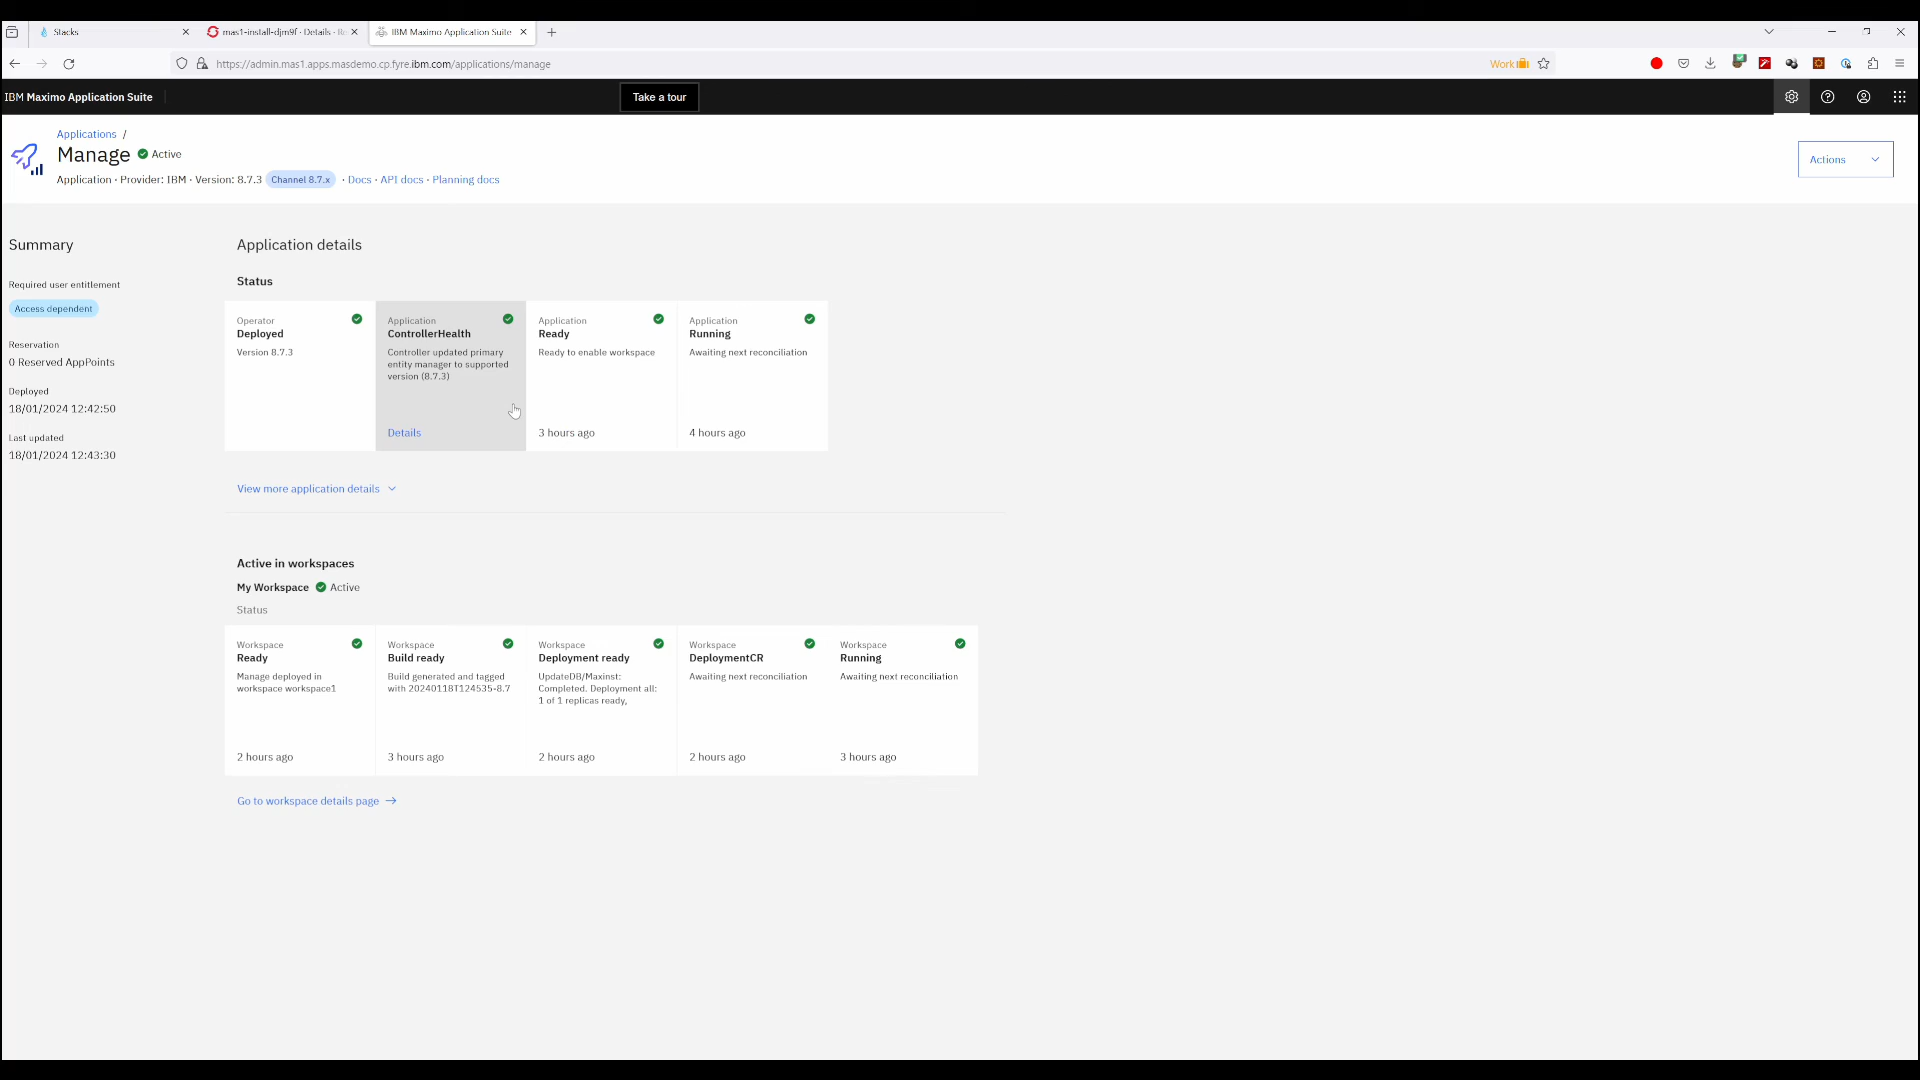 Stacks
mas1-install-djm9f · Details · Re
IBM Maximo Application Suite
https://admin.mas1.apps.masdemo.cp.fyre.ibm.com/applications/manage
Work
IBM Maximo Application Suite
Take a tour
Applications /
Manage Active
Application · Provider: IBM · Version: 8.7.3 Channel 8.7.x · Docs · API docs · Planning docs
Actions
Summary
Required user entitlement
Access dependent
Reservation
0 Reserved AppPoints
Deployed
18/01/2024 12:42:50
Last updated
18/01/2024 12:43:30
Application details
Status
Operator
Deployed
Version 8.7.3
Application
ControllerHealth
Controller updated primary
entity manager to supported
version (8.7.3)
Details
Application
Ready
Ready to enable workspace
3 hours ago
Application
Running
Awaiting next reconciliation
4 hours ago
View more application details
Active in workspaces
My Workspace Active
Status
Workspace
Ready
Manage deployed in
workspace workspace1
2 hours ago
Workspace
Build ready
Build generated and tagged
with 20240118T124535-8.7
3 hours ago
Workspace
Deployment ready
UpdateDB/Maxinst:
Completed. Deployment all:
1 of 1 replicas ready,
2 hours ago
Workspace
DeploymentCR
Awaiting next reconciliation
2 hours ago
Workspace
Running
Awaiting next reconciliation
3 hours ago
Go to workspace details page